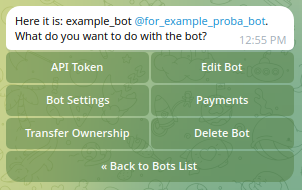 Here it is: example_bot @for_example_proba_bot.
What do you want to do with the bot?
12:55 PM
API Token
Edit Bot
Bot Settings
Payments
Transfer Ownership
Delete Bot
« Back to Bots List